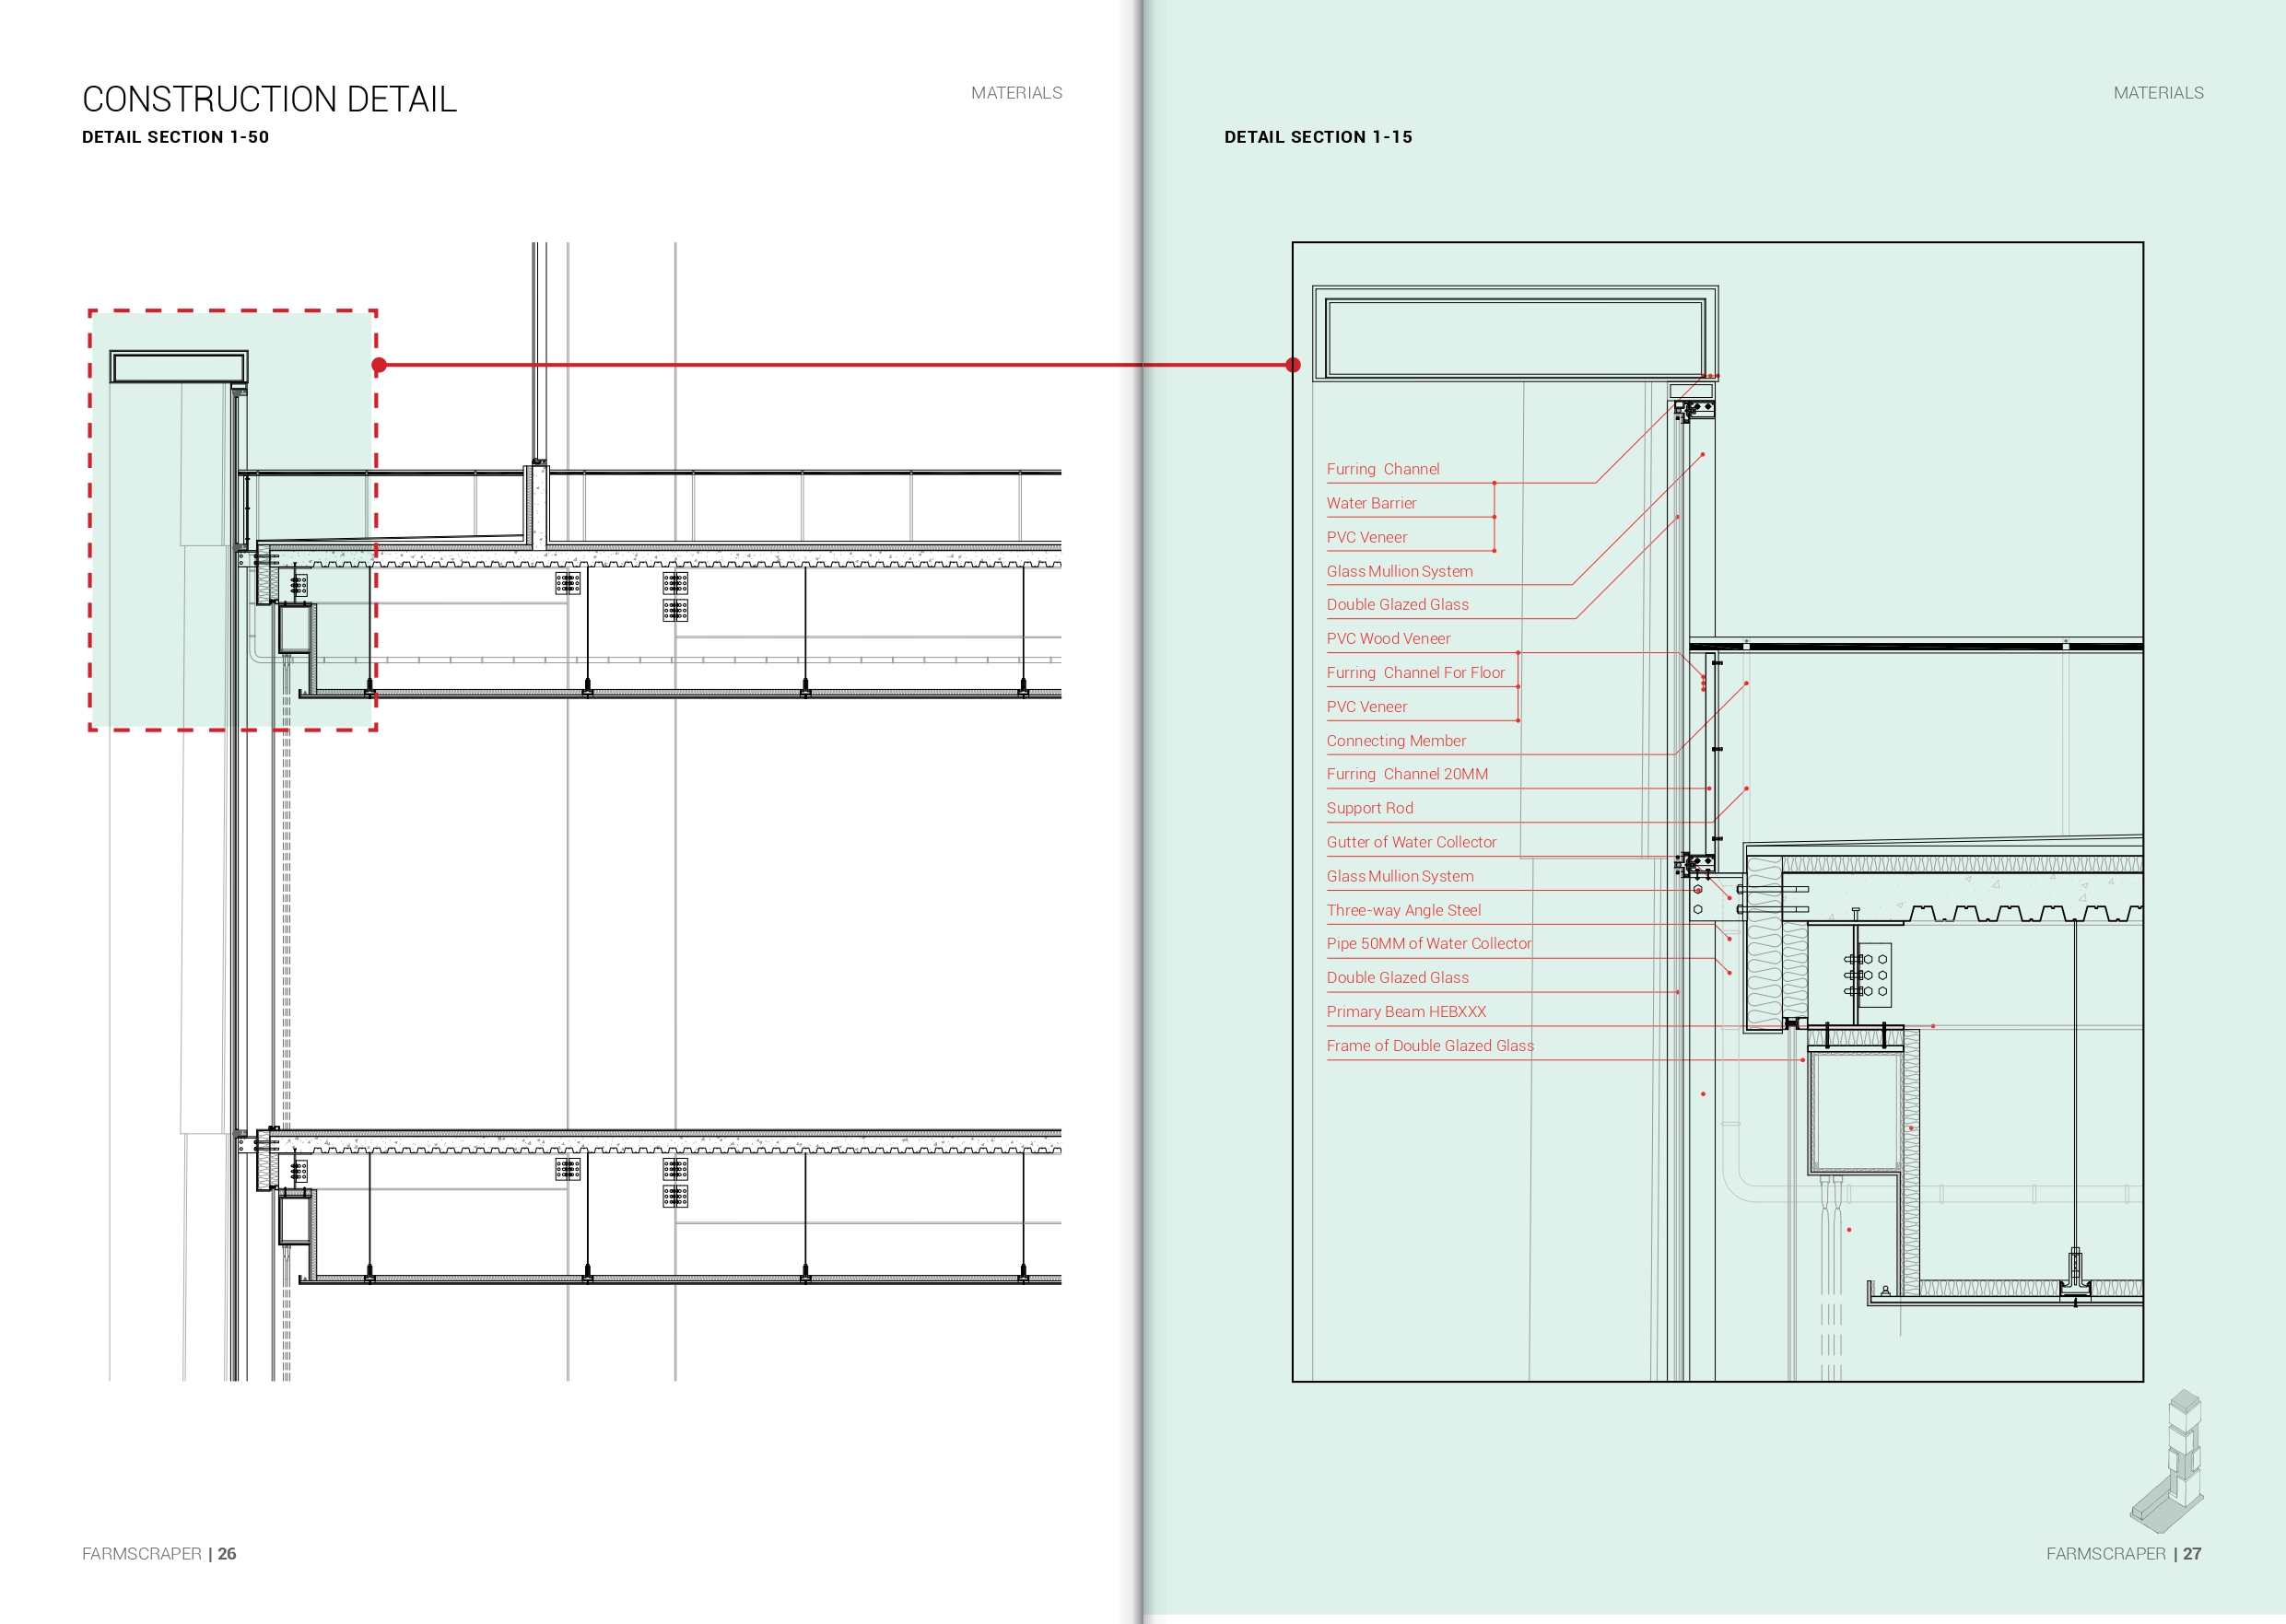 CONSTRUCTION DETAIL
MATERIALS
DETAIL SECTION 1-50
FARMSCRAPER | 26
MATERIALS
DETAIL SECTION 1-15
Furring Channel
Water Barrier
PVC Veneer
Glass Mullion System
Double Glazed Glass
PVC Wood Veneer
Furring Channel For Floor
PVC Veneer
Connecting Member
Furring Channel 20MM
Support Rod
Gutter of Water Collector
Glass Mullion System
Three-way Angle Steel
Pipe 50MM of Water Collector
Double Glazed Glass
Primary Beam HEBXXX
Frame of Double Glazed Glass
FARMSCRAPER | 27